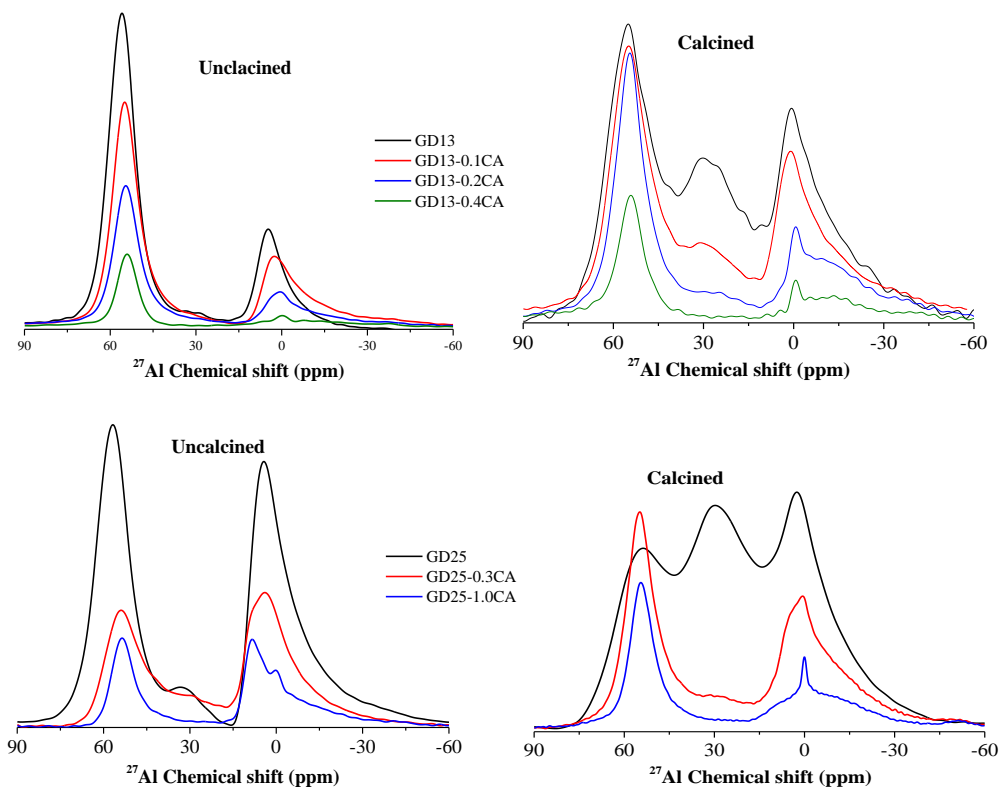 Unclacined
GD13
GD13-0.1CA
GD13-0.2CA
GD13-0.4CA
90 60 30 0 -30 -60
27Al Chemical shift (ppm)
Calcined
90 60 30 0 -30 -60
27Al Chemical shift (ppm)
Uncalcined
GD25
GD25-0.3CA
GD25-1.0CA
90 60 30 0 -30 -60
27Al Chemical shift (ppm)
Calcined
90 60 30 0 -30 -60
27Al Chemical shift (ppm)